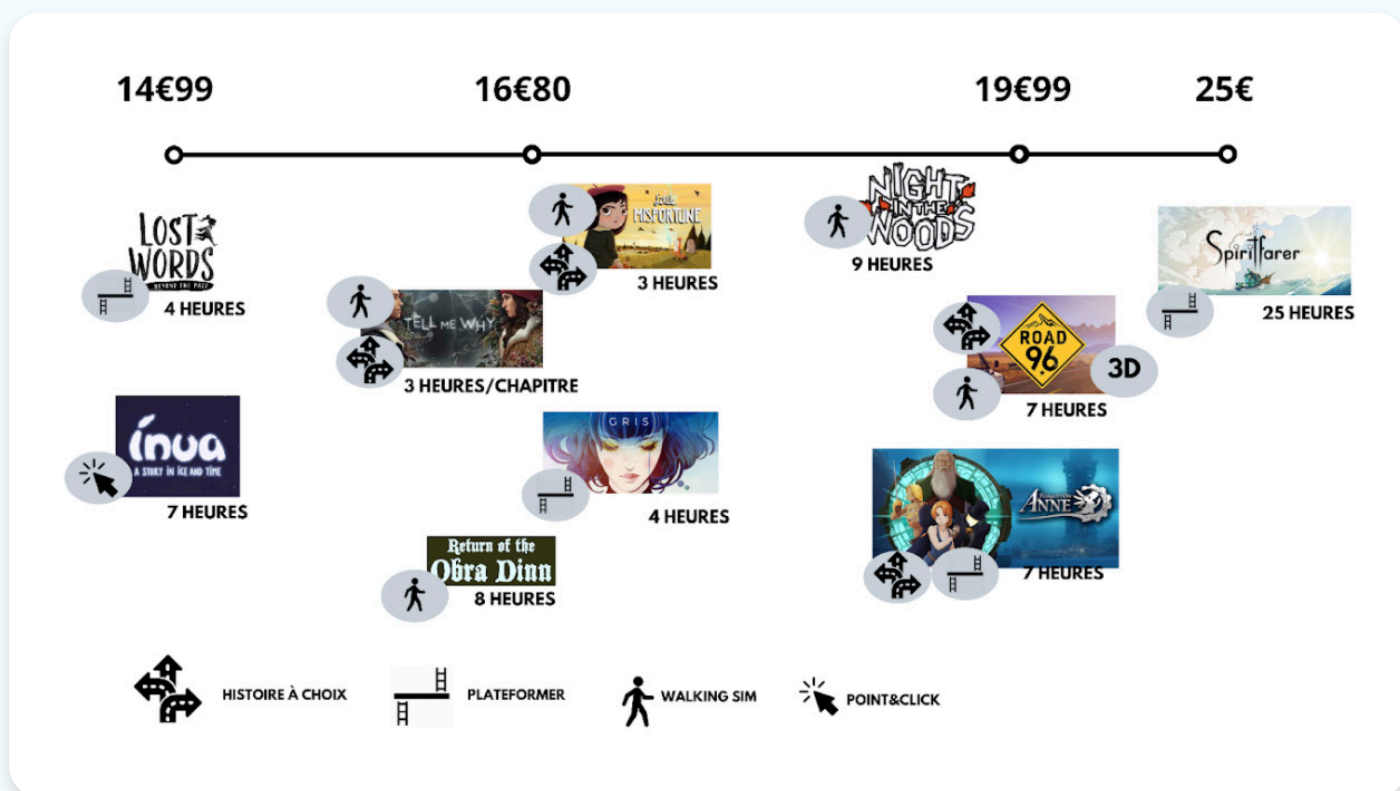 14€99
16€80
19€99
25€
LOST
WORDS
BEYOND THE PAGE
4 HEURES
MISFORTUNE
3 HEURES
NIGHT
IN THE
WOODS
9 HEURES
Spiritfarer
25 HEURES
TELL ME WHY
3 HEURES/CHAPITRE
ROAD
96
3D
7 HEURES
ínua
A STORY IN ICE AND TIME
7 HEURES
GRIS
4 HEURES
ANNE
7 HEURES
Return of the
Obra Dinn
8 HEURES
HISTOIRE À CHOIX
PLATEFORMER
WALKING SIM
POINT&CLICK